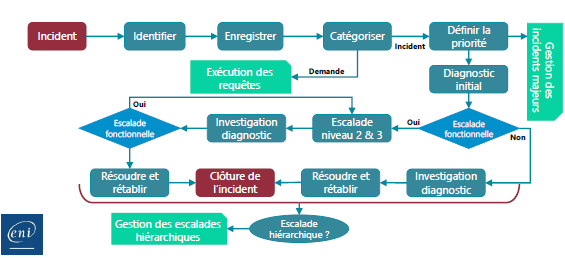 Incident
Identifier
Enregistrer
Catégoriser
Incident
Définir la
priorité
Gestion des
incidents majeurs
Demande
Exécution des
requêtes
Diagnostic
initial
Oui
Escalade
fonctionnelle
Investigation
diagnostic
Escalade
niveau 2 & 3
Oui
Escalade
fonctionnelle
Non
Résoudre et
rétablir
Clôture de
l'incident
Résoudre et
rétablir
Investigation
diagnostic
Gestion des escalades
hiérarchiques
Escalade
hiérarchique ?
eni